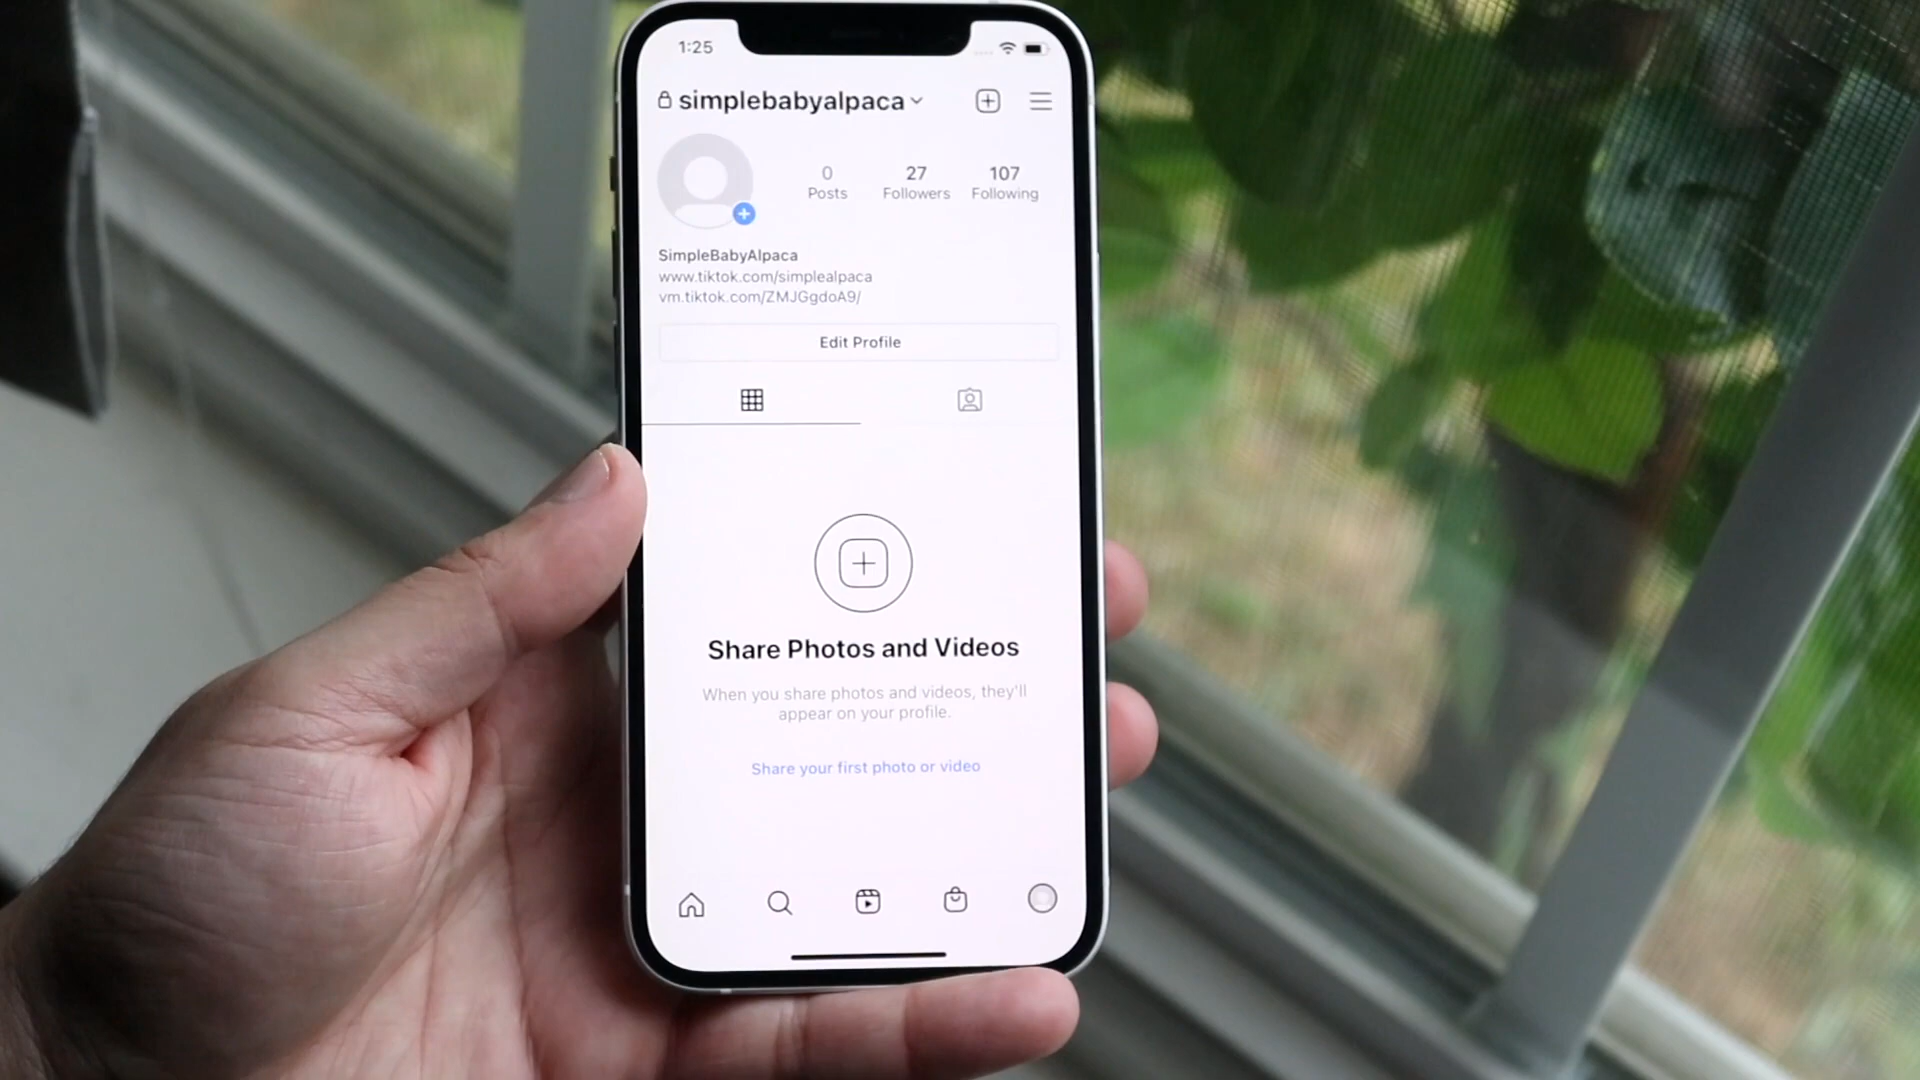 1:25
simplebabyalpaca
0 27 107
Posts Followers Following
SimpleBabyAlpaca
www.tiktok.com/simplealpaca
vm.tiktok.com/ZMJGgdoA9/
Edit Profile
Share Photos and Videos
When you share photos and videos, they'll
appear on your profile.
Share your first photo or video